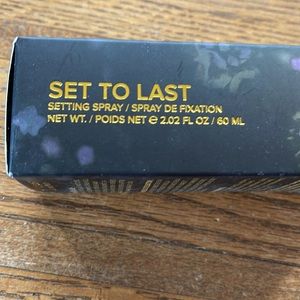 SET TO LAST
SETTING SPRAY / SPRAY DE FIXATION
NET WT. / POIDS NET ℮ 2.02 FL OZ / 60 ML